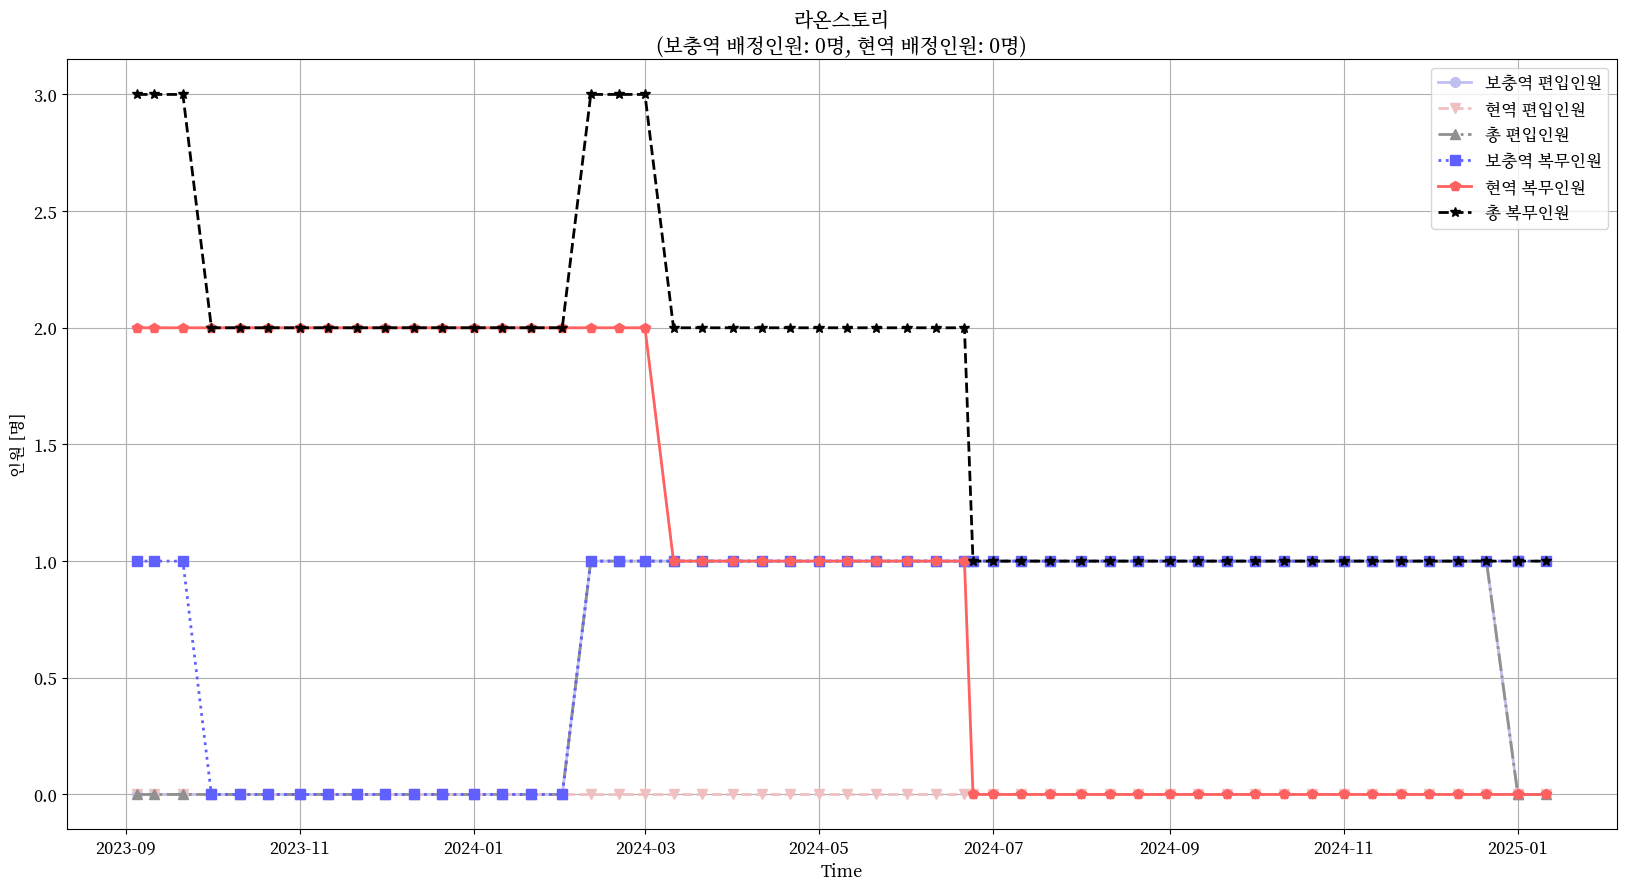 라온스토리
(보충역 배정인원: 0명, 현역 배정인원: 0명)
보충역 편입인원
현역 편입인원
총 편입인원
보충역 복무인원
현역 복무인원
총 복무인원
3.0
2.5
2.0
1.5
1.0
0.5
0.0
인원 [명]
2023-09
2023-11
2024-01
2024-03
2024-05
2024-07
2024-09
2024-11
2025-01
Time